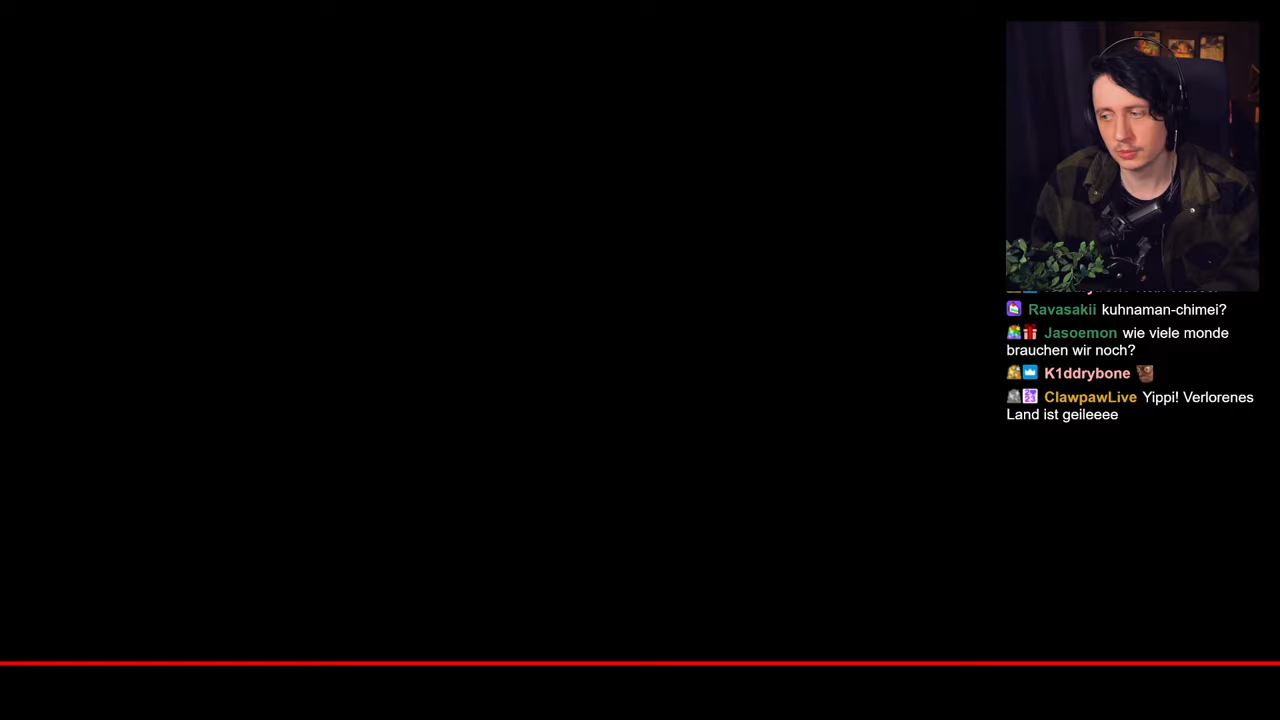 Ravasakii kuhnaman-chimei?
Jasoemon wie viele monde
brauchen wir noch?
K1ddrybone
ClawpawLive Yippi! Verlorenes
Land ist geileeee